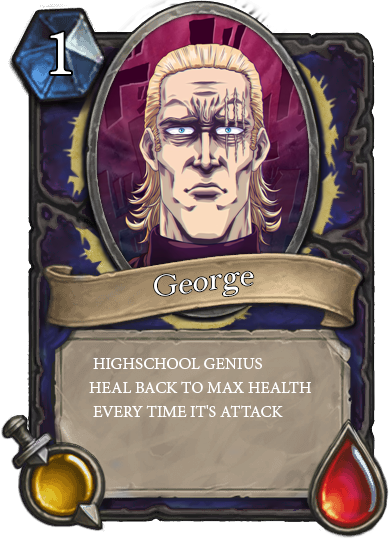 1
George
HIGHSCHOOL GENIUS
HEAL BACK TO MAX HEALTH
EVERY TIME IT'S ATTACK